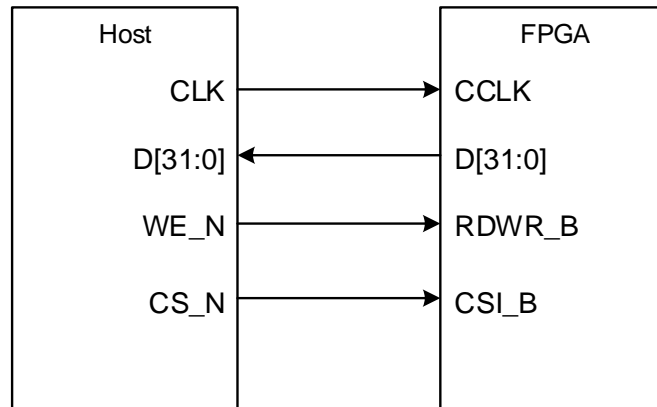 Host FPGA
CLK CCLK
D[31:0] D[31:0]
WE_N RDWR_B
CS_N CSI_B